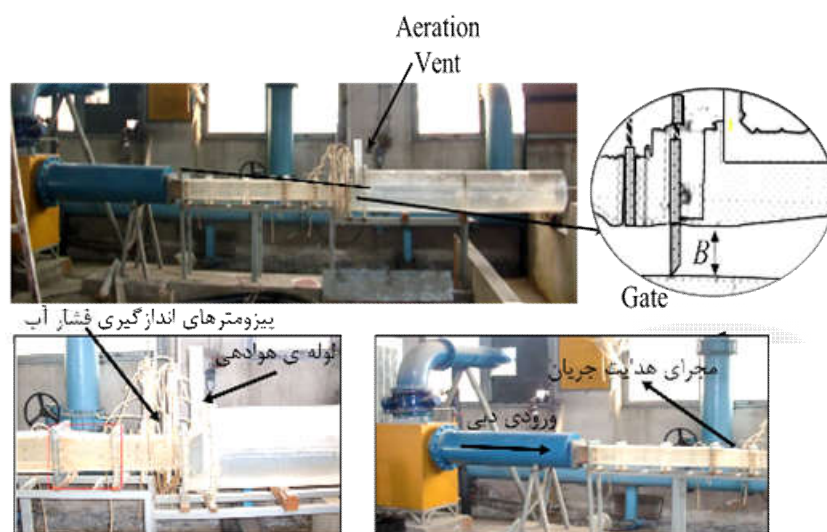 Aeration
Vent
B
Gate
پیزومترهای اندازگیری فشار آب
لوله ی هوادهی
مجرای هدایت جریان
ورودی دبی